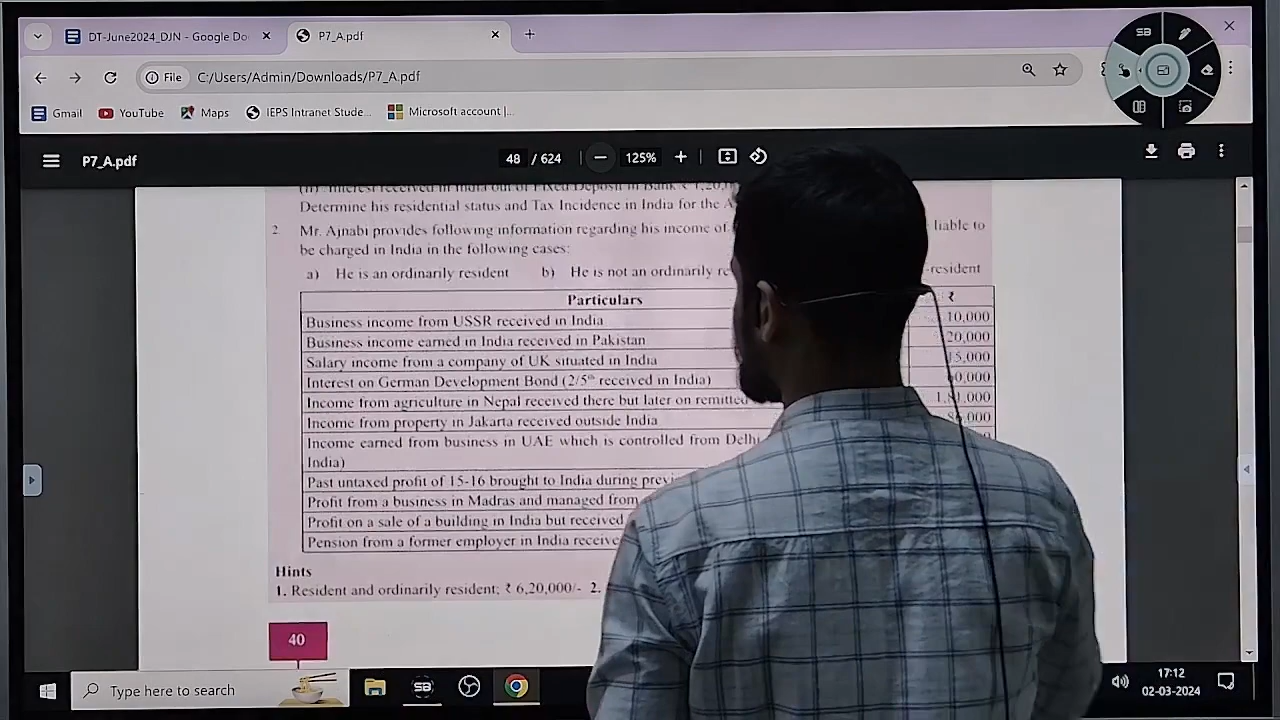 DT-June2024_DJN - Google Do
P7_A.pdf
SB
File
C:/Users/Admin/Downloads/P7_A.pdf
Gmail
YouTube
Maps
IEPS Intranet Stude...
Microsoft account |...
P7_A.pdf
48 / 624
125%
Determine his residential status and Tax Incidence in India for the A
2. Mr. Ajnabi provides following information regarding his income of liable to
be charged in India in the following cases:
a) He is an ordinarily resident b) He is not an ordinarily re -resident
Particulars ₹
Business income from USSR received in India 10,000
Business income earned in India received in Pakistan 20,000
Salary income from a company of UK situated in India 15,000
Interest on German Development Bond (2/5th received in India) 0,000
Income from agriculture in Nepal received there but later on remitted 1,81,000
Income from property in Jakarta received outside India 86,000
Income earned from business in UAE which is controlled from Delhi
India)
Past untaxed profit of 15-16 brought to India during previ
Profit from a business in Madras and managed from
Profit on a sale of a building in India but received
Pension from a former employer in India receive
Hints
1. Resident and ordinarily resident; ₹ 6,20,000/- 2.
40
Type here to search
SB
17:12
02-03-2024